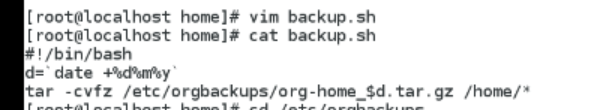 [root@localhost home]# vim backup.sh
[root@localhost home]# cat backup.sh
#!/bin/bash
d=`date +%d%m%y`
tar -cvfz /etc/orgbackups/org-home_$d.tar.gz /home/*
[root@localhost home]# cd /etc/orgbackups